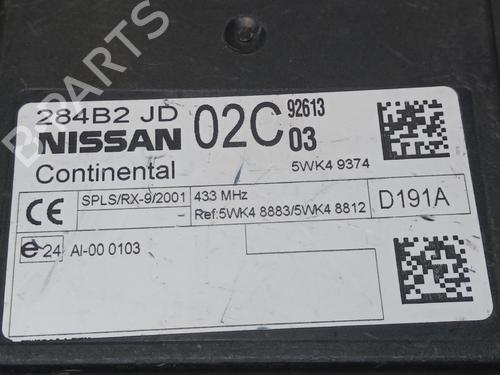 B-PARTS
284B2 JD
NISSAN
02C
92613
03
Continental
5WK4 9374
CE
SPLS/RX-9/2001
433 MHz
Ref:5WK4 8883/5WK4 8812
D191A
e 24 AI-00 0103